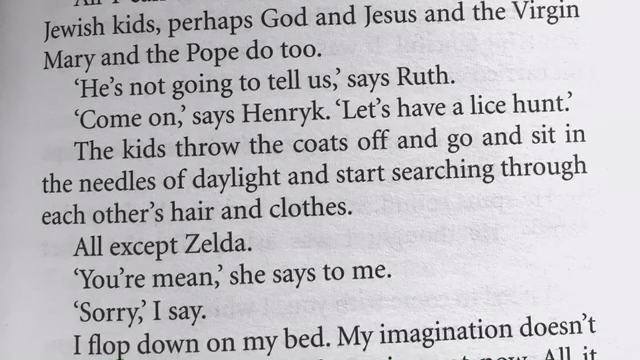 Jewish kids, perhaps God and Jesus and the Virgin
Mary and the Pope do too.
‘He’s not going to tell us,’ says Ruth.
‘Come on,’ says Henryk. ‘Let’s have a lice hunt.’
The kids throw the coats off and go and sit in
the needles of daylight and start searching through
each other’s hair and clothes.
All except Zelda.
‘You’re mean,’ she says to me.
‘Sorry,’ I say.
I flop down on my bed. My imagination doesn’t
now. All it